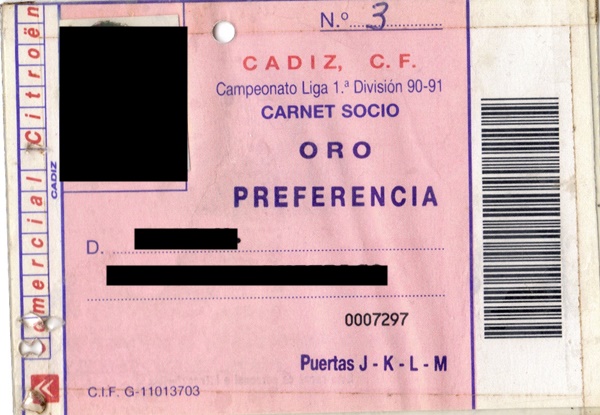 N.º 3
CADIZ, C. F.
Campeonato Liga 1.ª División 90-91
CARNET SOCIO
ORO
PREFERENCIA
D.
0007297
Puertas J - K - L - M
C.I.F. G-11013703
Comercial Citroën
CADIZ